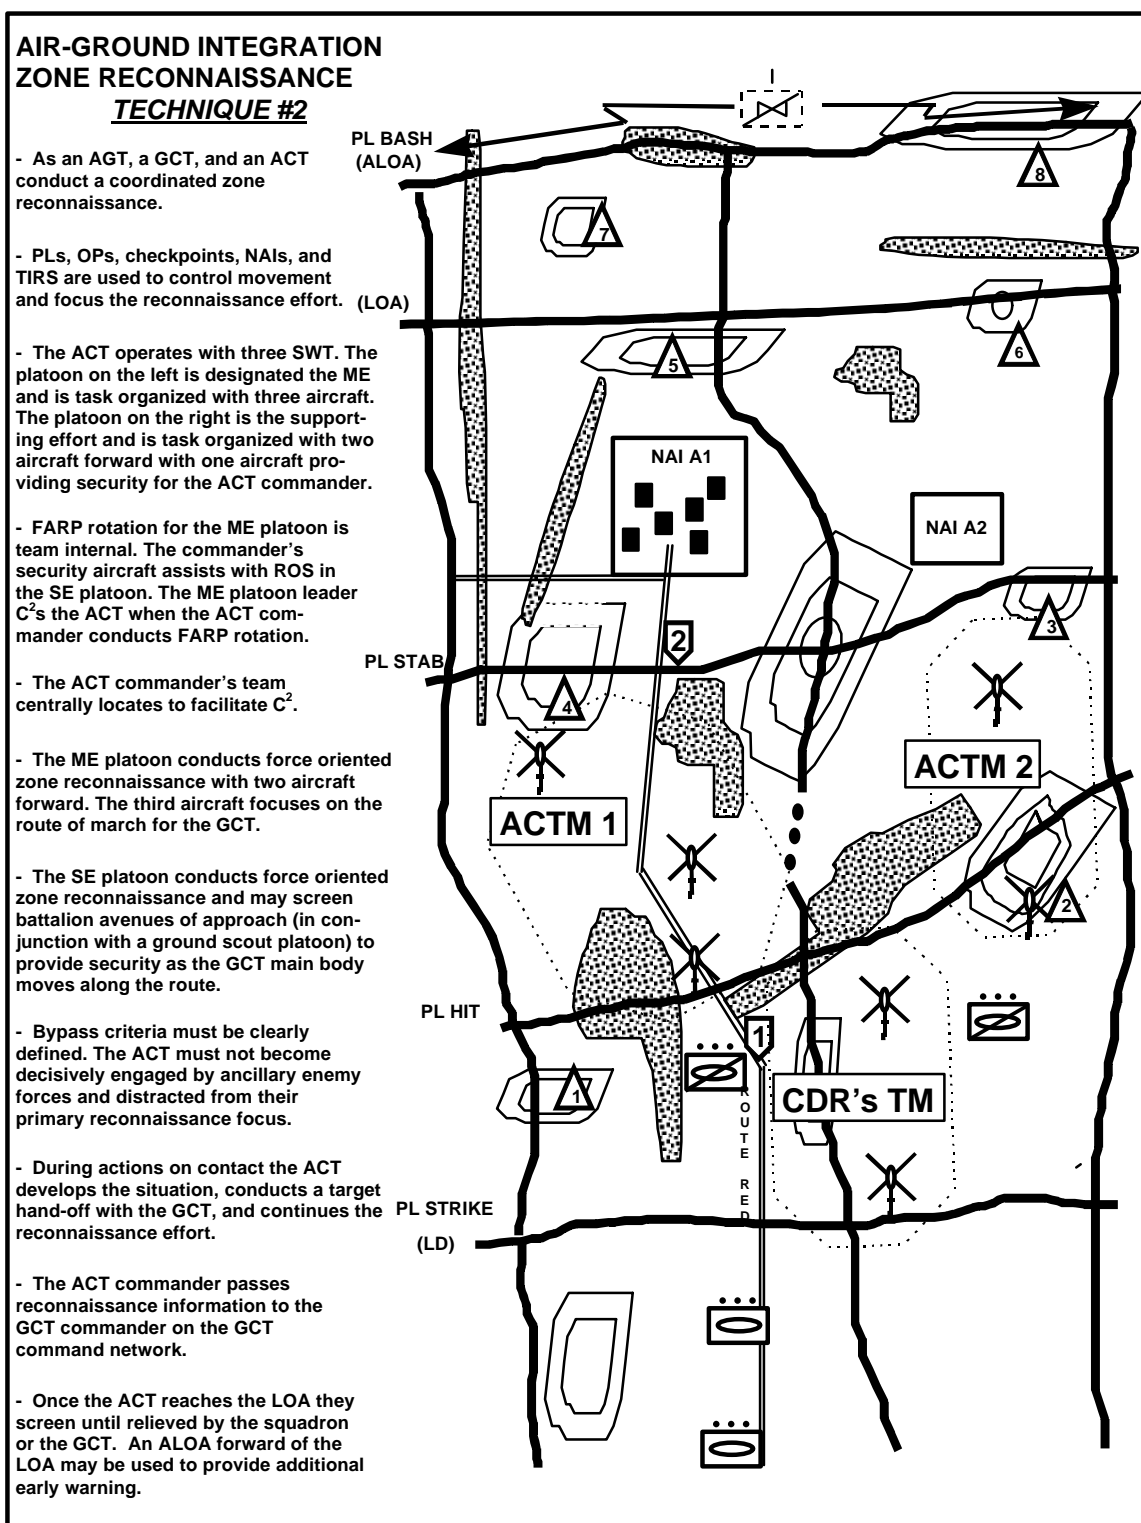 AIR-GROUND INTEGRATION
ZONE RECONNAISSANCE
TECHNIQUE #2
- As an AGT, a GCT, and an ACT
conduct a coordinated zone
reconnaissance.
- PLs, OPs, checkpoints, NAIs, and
TIRS are used to control movement
and focus the reconnaissance effort.
- The ACT operates with three SWT. The
platoon on the left is designated the ME
and is task organized with three aircraft.
The platoon on the right is the support-
ing effort and is task organized with two
aircraft forward with one aircraft pro-
viding security for the ACT commander.
- FARP rotation for the ME platoon is
team internal. The commander's
security aircraft assists with ROS in
the SE platoon. The ME platoon leader
C²s the ACT when the ACT com-
mander conducts FARP rotation.
- The ACT commander's team
centrally locates to facilitate C².
- The ME platoon conducts force oriented
zone reconnaissance with two aircraft
forward. The third aircraft focuses on the
route of march for the GCT.
- The SE platoon conducts force oriented
zone reconnaissance and may screen
battalion avenues of approach (in con-
junction with a ground scout platoon) to
provide security as the GCT main body
moves along the route.
- Bypass criteria must be clearly
defined. The ACT must not become
decisively engaged by ancillary enemy
forces and distracted from their
primary reconnaissance focus.
- During actions on contact the ACT
develops the situation, conducts a target
hand-off with the GCT, and continues the
reconnaissance effort.
- The ACT commander passes
reconnaissance information to the
GCT commander on the GCT
command network.
- Once the ACT reaches the LOA they
screen until relieved by the squadron
or the GCT. An ALOA forward of the
LOA may be used to provide additional
early warning.
I
PL BASH
(ALOA)
8
7
(LOA)
6
5
NAI A1
NAI A2
3
2
PL STAB
4
ACTM 2
ACTM 1
2
PL HIT
1
1
CDR's TM
ROUTE RED
PL STRIKE
(LD)